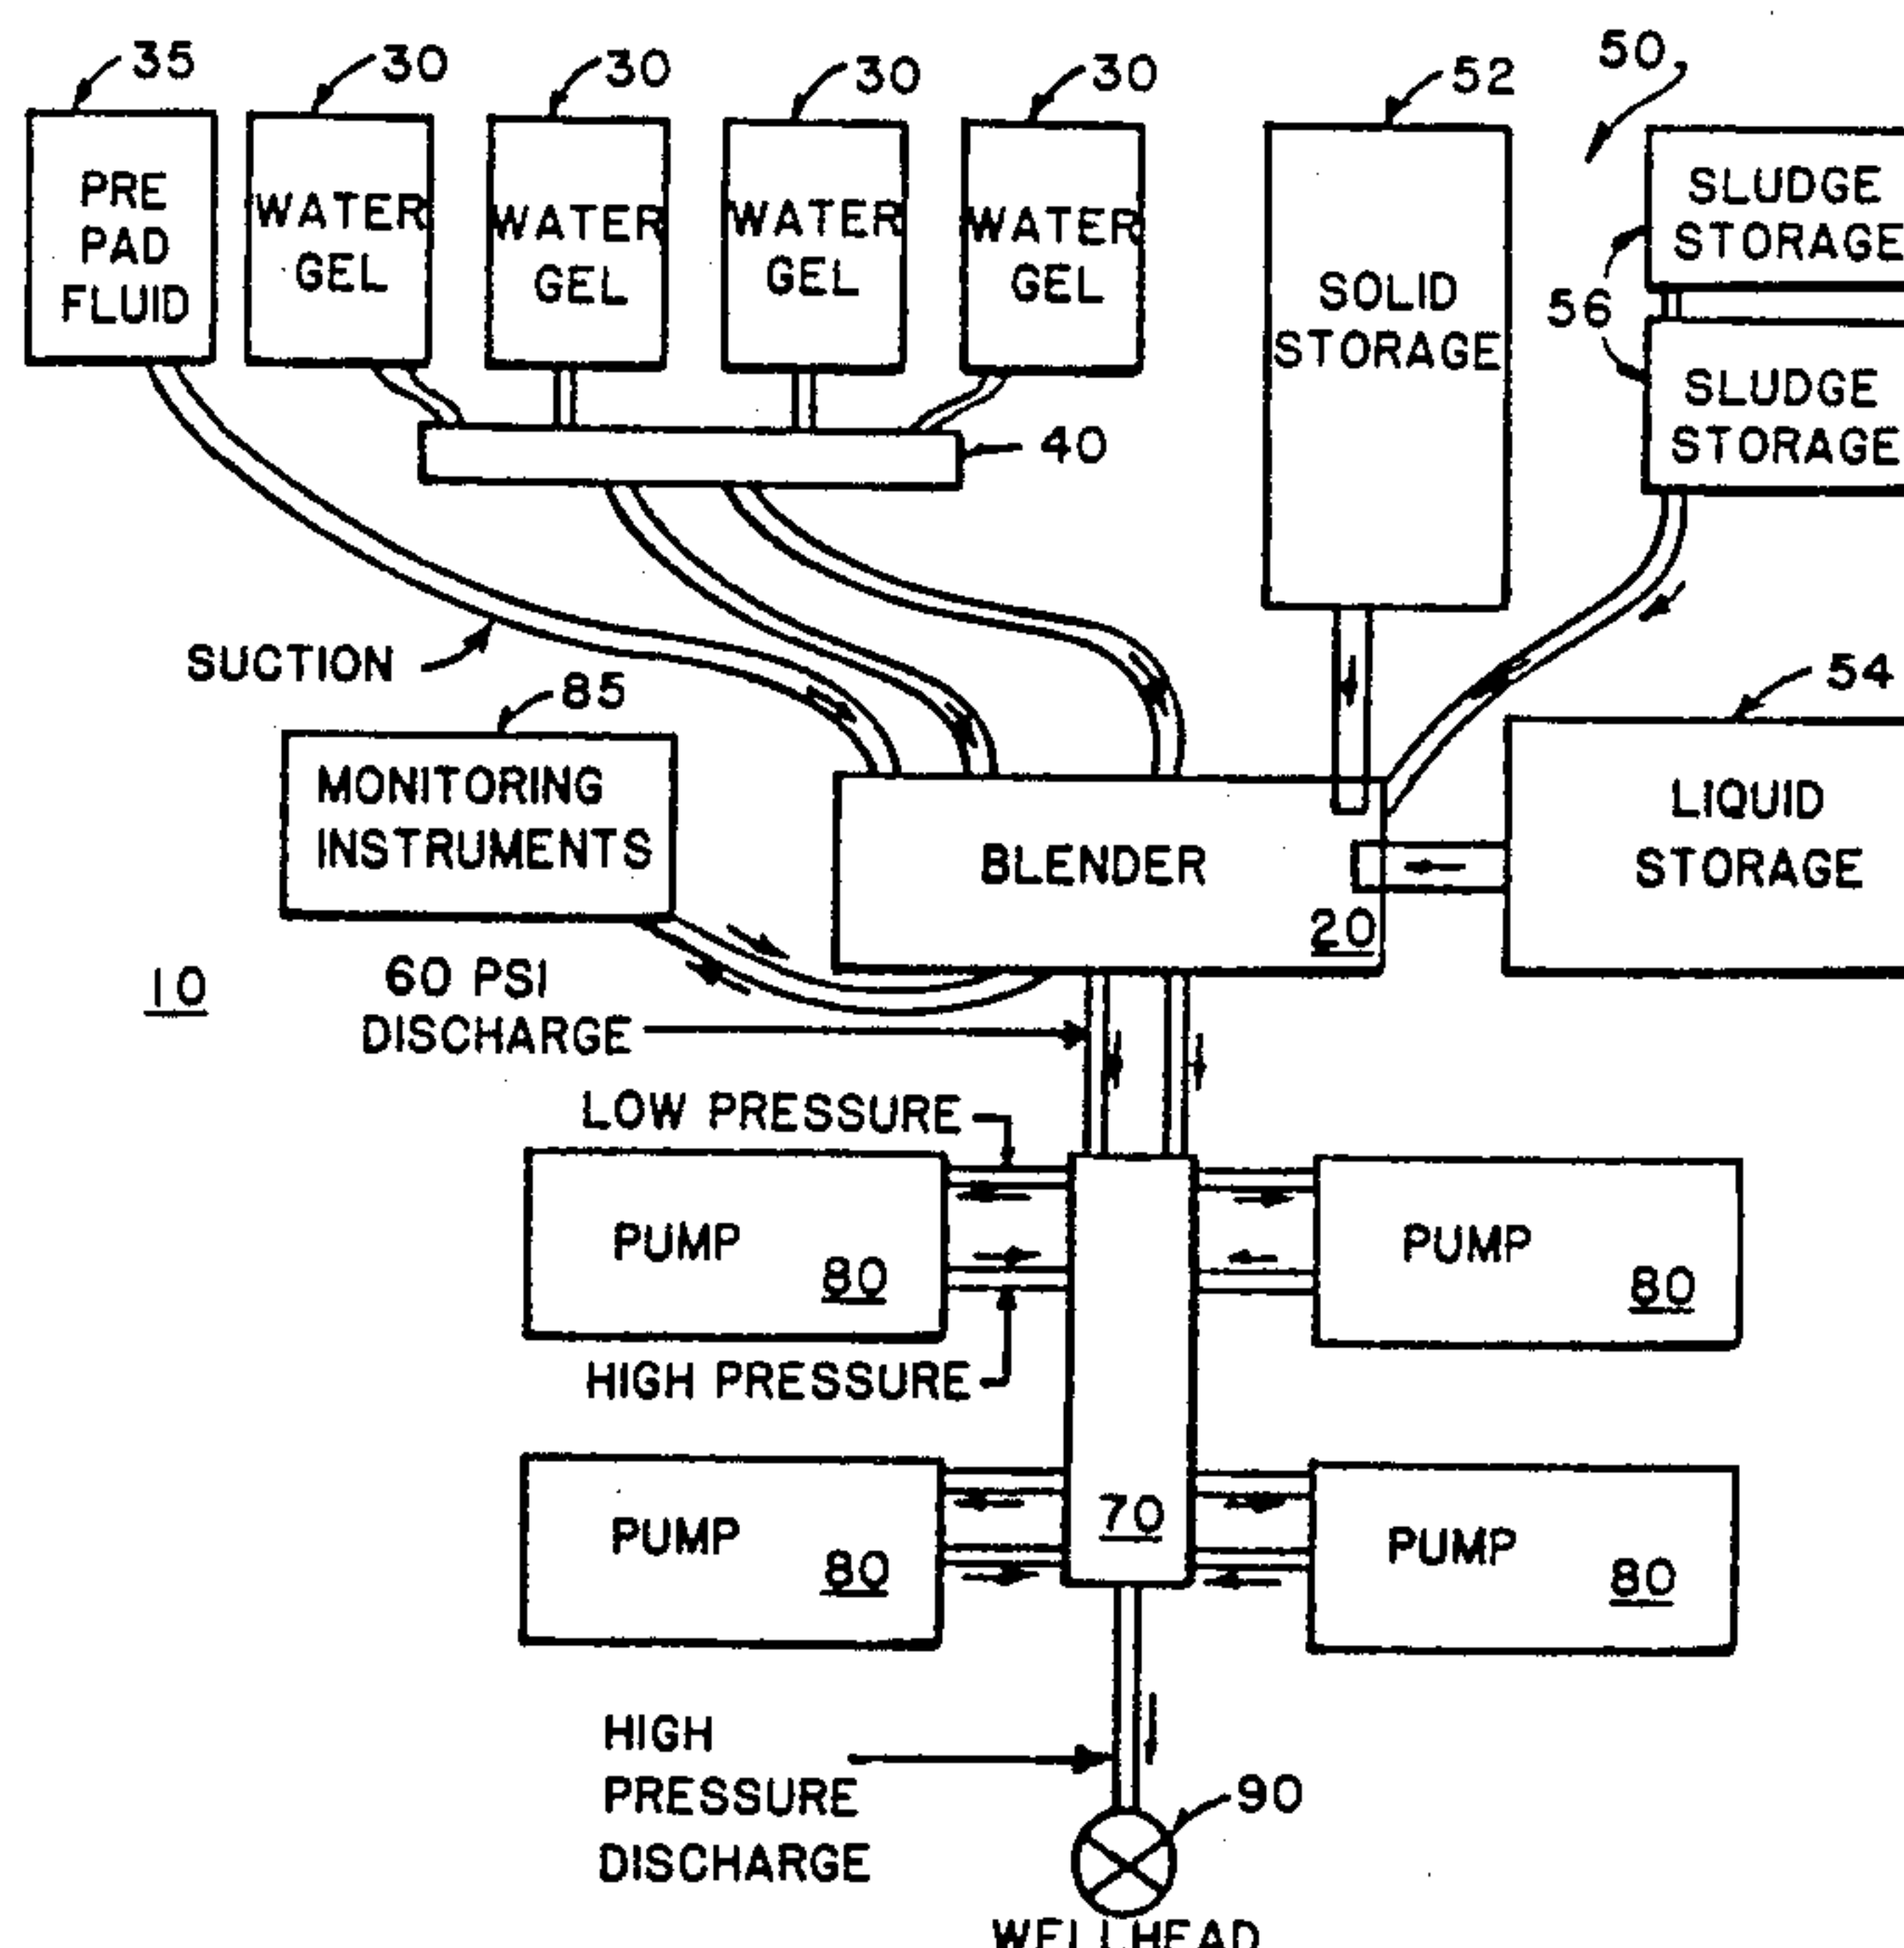 35
30
30
30
30
52
50
PRE
PAD
FLUID
WATER
GEL
WATER
GEL
WATER
GEL
WATER
GEL
SOLID
STORAGE
SLUDGE
STORAGE
56
SLUDGE
STORAGE
40
SUCTION
85
54
MONITORING
INSTRUMENTS
BLENDER
20
LIQUID
STORAGE
10
60 PSI
DISCHARGE
LOW PRESSURE
PUMP
80
PUMP
80
HIGH PRESSURE
70
PUMP
80
PUMP
80
HIGH
PRESSURE
DISCHARGE
90
WELLHEAD